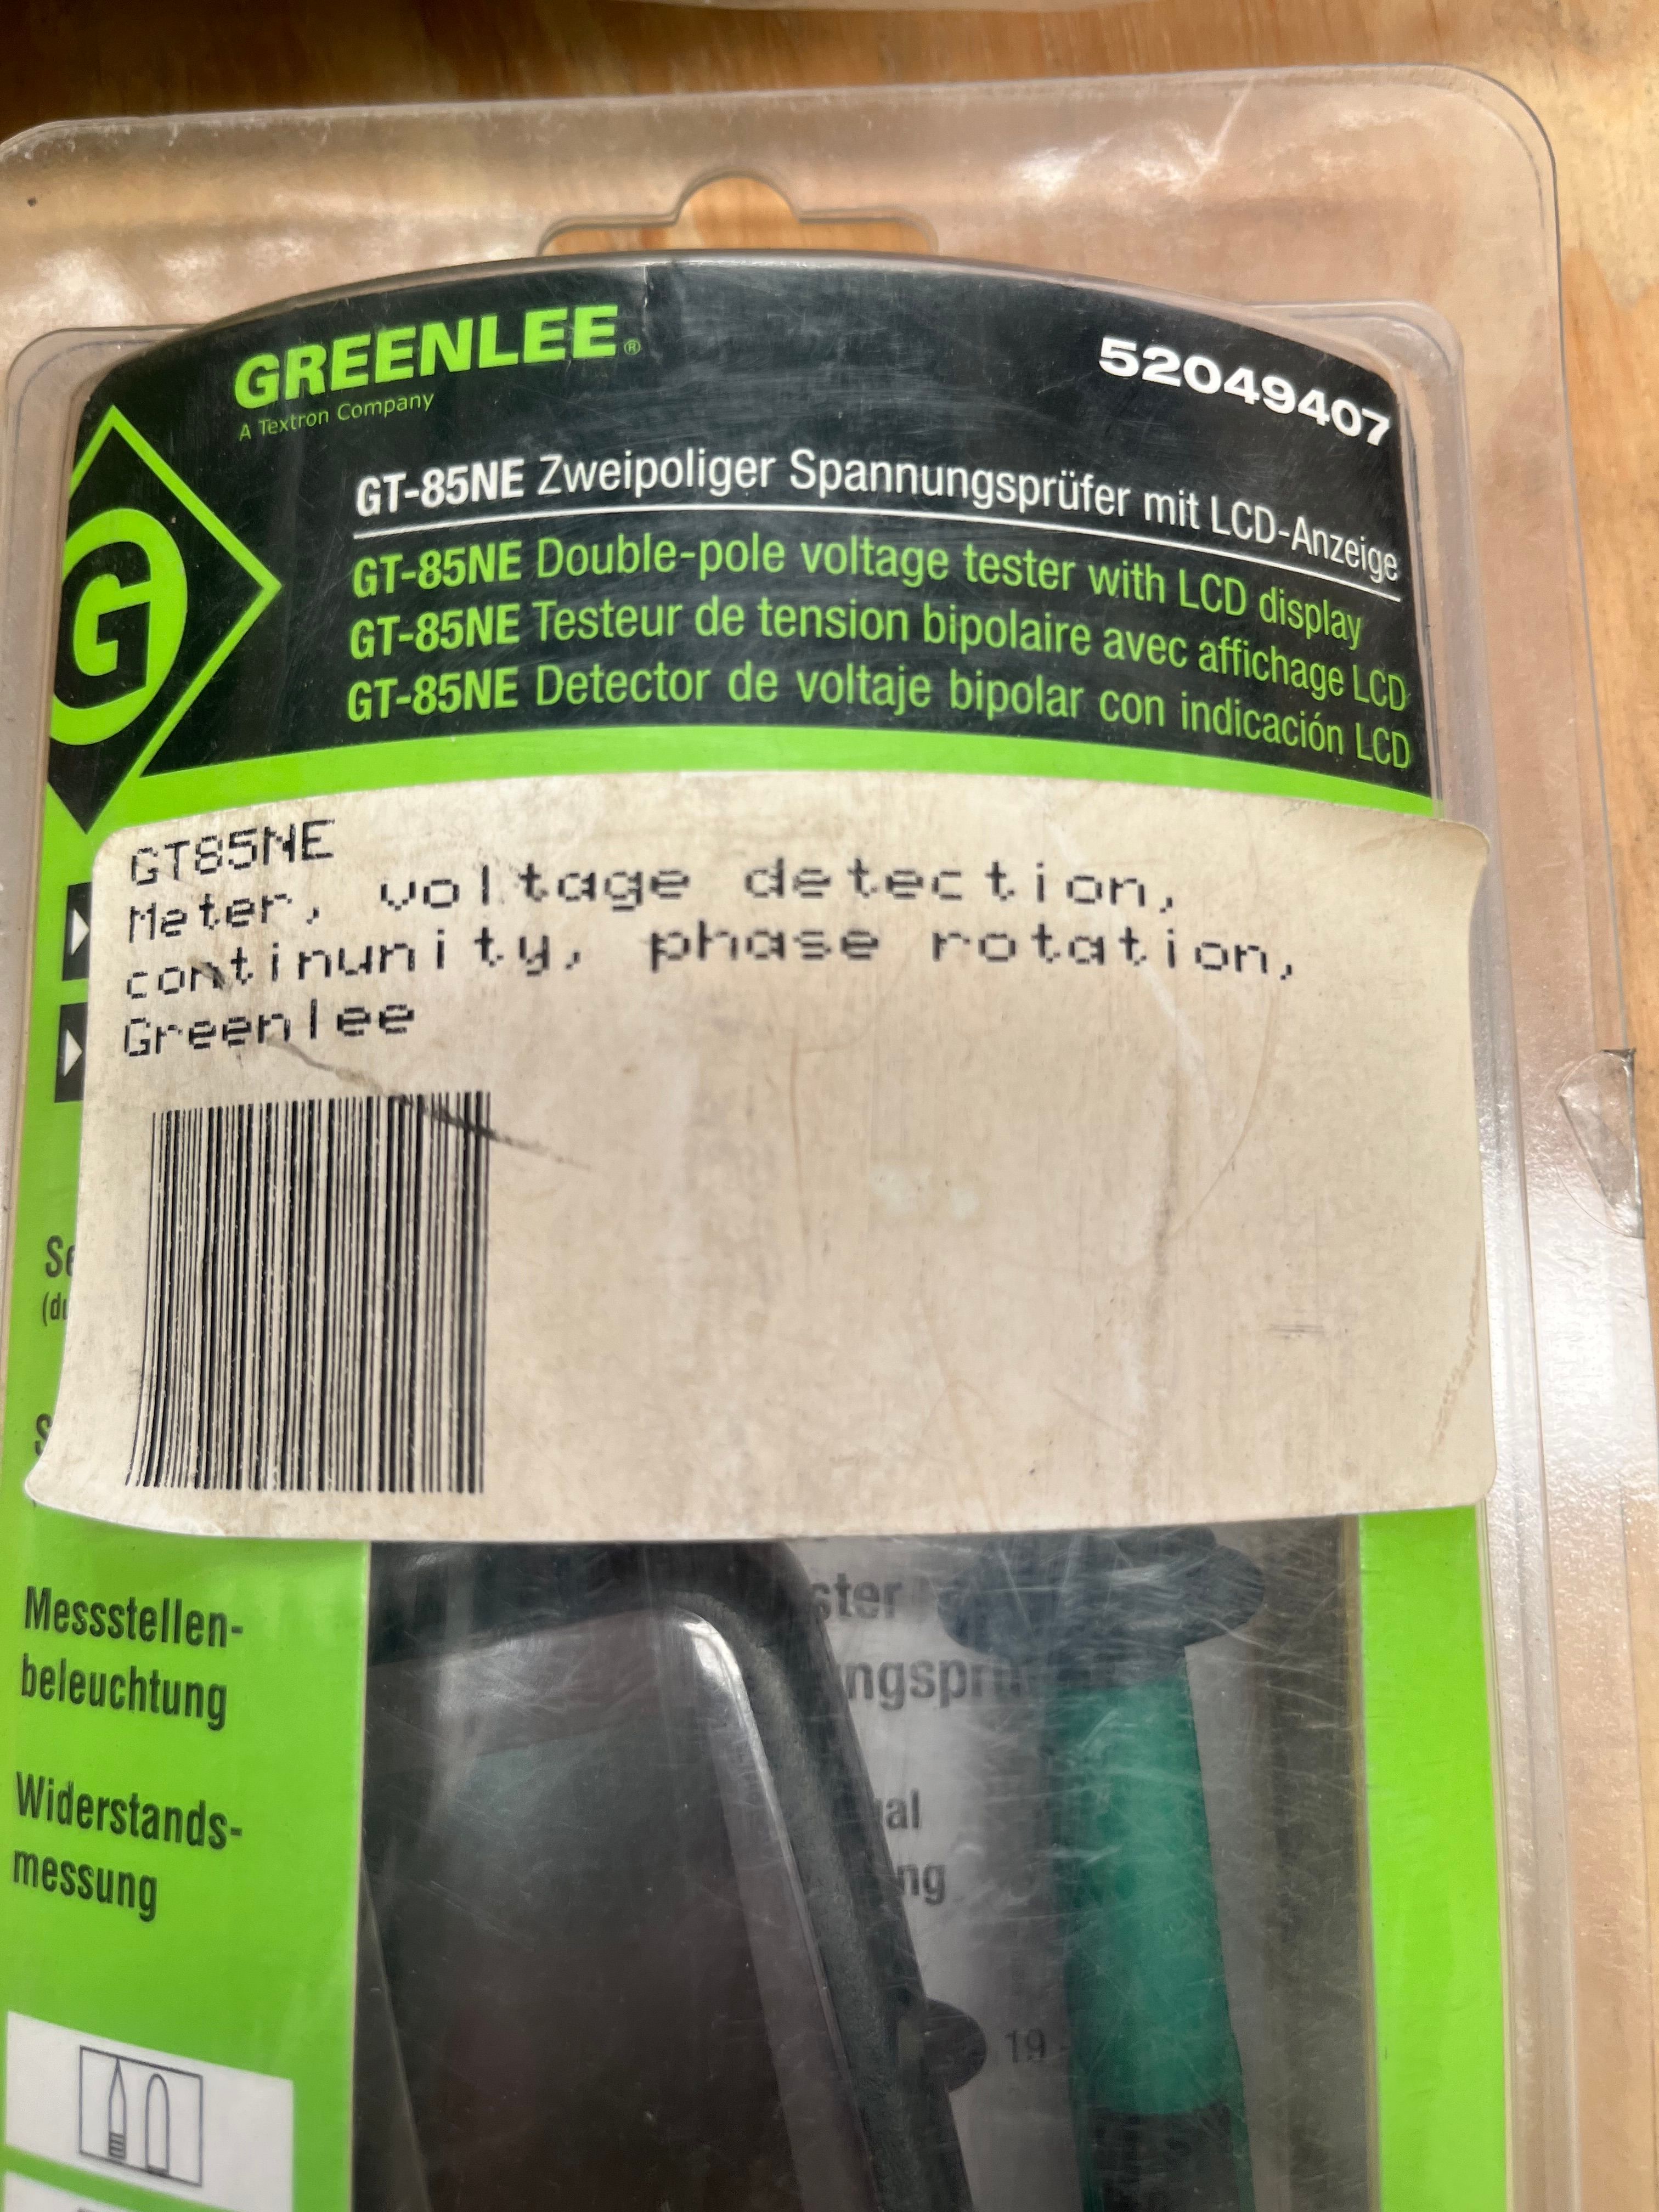 GREENLEE®
A Textron Company
52049407
GT-85NE Zweipoliger Spannungsprüfer mit LCD-Anzeige
GT-85NE Double-pole voltage tester with LCD display
GT-85NE Testeur de tension bipolaire avec affichage LCD
GT-85NE Detector de voltaje bipolar con indicación LCD
G
GT85NE
Meter, voltage detection,
continunity, phase rotation,
Greenlee
Messstellen-
beleuchtung
Widerstands-
messung
19